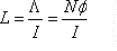 L = Λ/I = Nϕ/I